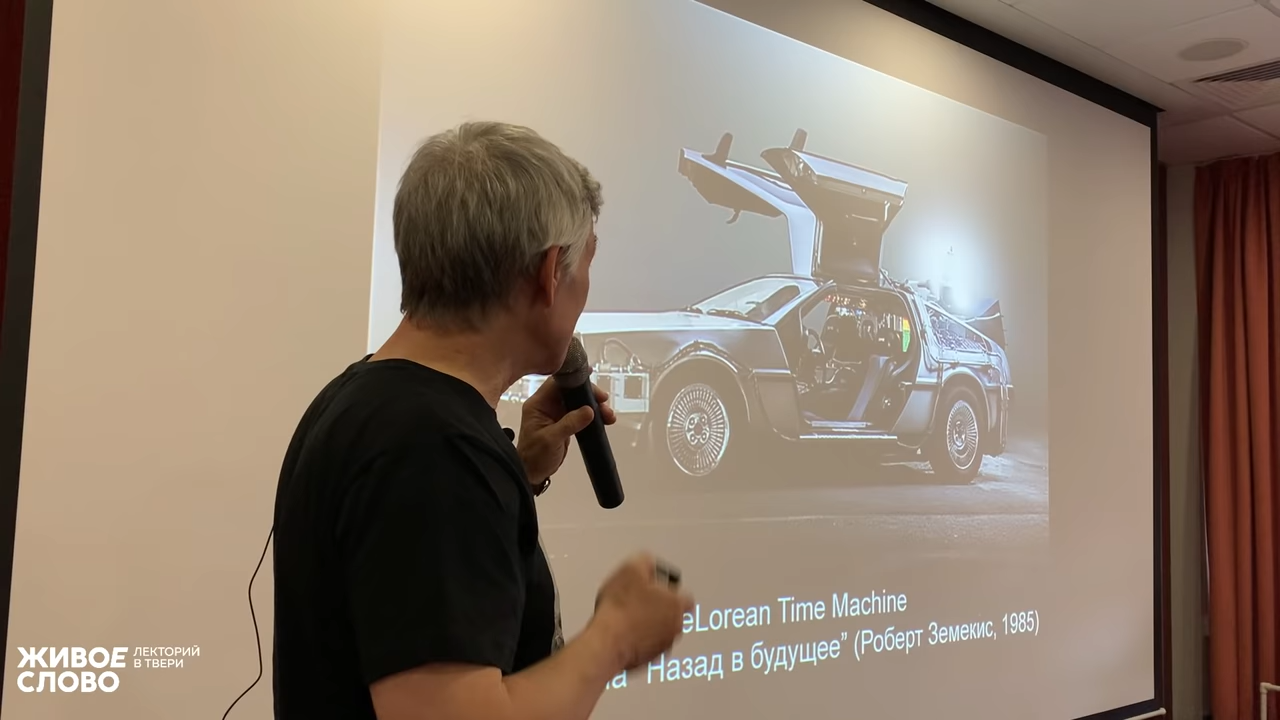 eLorean Time Machine
“Назад в будущее” (Роберт Земекис, 1985)
ЖИВОЕ
СЛОВО
ЛЕКТОРИЙ
В ТВЕРИ